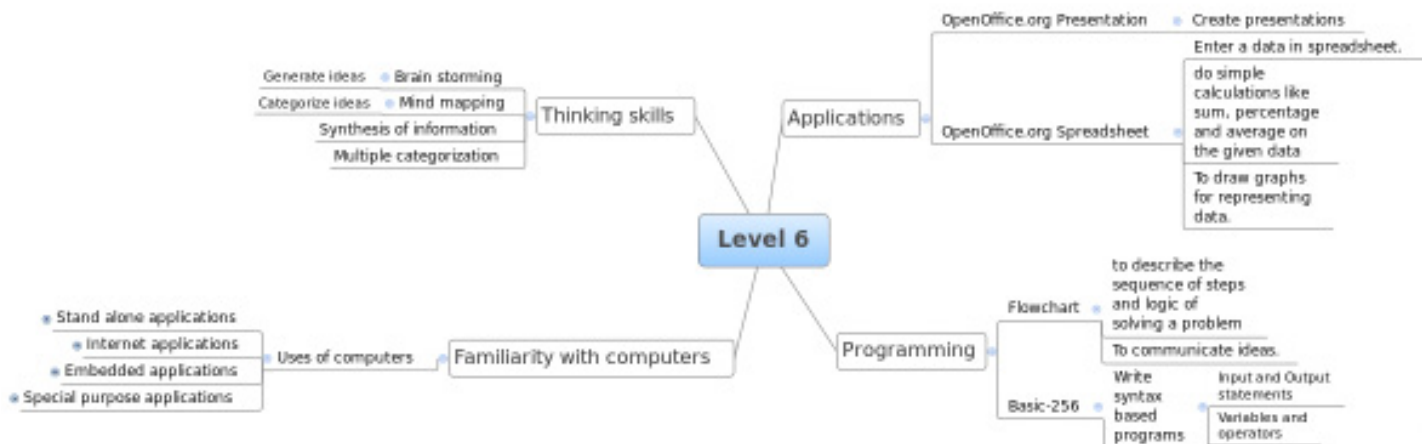 Level 6
Thinking skills
Generate ideas
Brain storming
Categorize ideas
Mind mapping
Synthesis of information
Multiple categorization
Applications
OpenOffice.org Presentation
Create presentations
OpenOffice.org Spreadsheet
Enter a data in spreadsheet.
do simple
calculations like
sum, percentage
and average on
the given data
To draw graphs
for representing
data.
Familiarity with computers
Uses of computers
Stand alone applications
Internet applications
Embedded applications
Special purpose applications
Programming
Flowchart
to describe the
sequence of steps
and logic of
solving a problem
To communicate ideas.
Basic-256
Write
syntax
based
programs
Input and Output
statements
Variables and
operators